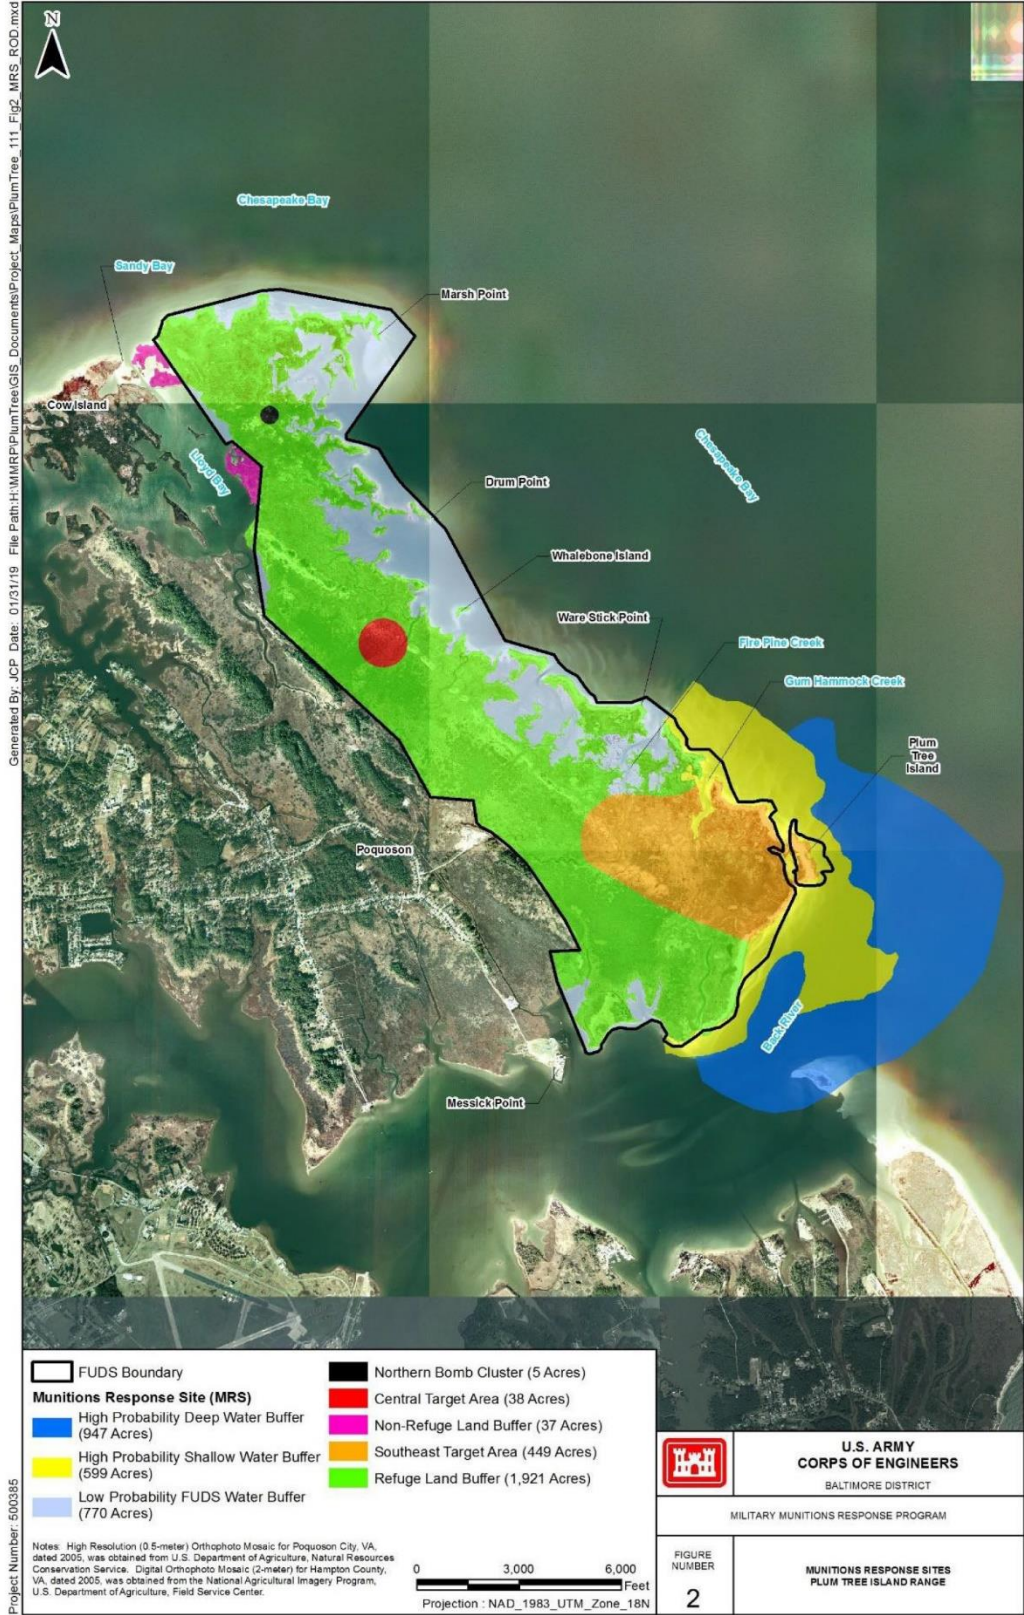 Generated By: JCP Date: 01/31/19 File Path:H:\MMRP\PlumTree\GIS_Documents\Project_Maps\PlumTree_111_Fig2_MRS_ROD.mxd
Project Number: 500385
N
Chesapeake Bay
Sandy Bay
Marsh Point
Cow Island
Lloyd Bay
Chesapeake Bay
Drum Point
Whalebone Island
Ware Stick Point
Fire Pine Creek
Gum Hammock Creek
Plum
Tree
Island
Poquoson
Back River
Messick Point
FUDS Boundary
Munitions Response Site (MRS)
High Probability Deep Water Buffer
(947 Acres)
High Probability Shallow Water Buffer
(599 Acres)
Low Probability FUDS Water Buffer
(770 Acres)
Northern Bomb Cluster (5 Acres)
Central Target Area (38 Acres)
Non-Refuge Land Buffer (37 Acres)
Southeast Target Area (449 Acres)
Refuge Land Buffer (1,921 Acres)
Notes: High Resolution (0.5-meter) Orthophoto Mosaic for Poquoson City, VA,
dated 2005, was obtained from U.S. Department of Agriculture, Natural Resources
Conservation Service. Digital Orthophoto Mosaic (2-meter) for Hampton County,
VA, dated 2005, was obtained from the National Agricultural Imagery Program,
U.S. Department of Agriculture, Field Service Center.
0 3,000 6,000
Feet
Projection : NAD_1983_UTM_Zone_18N
U.S. ARMY
CORPS OF ENGINEERS
BALTIMORE DISTRICT
MILITARY MUNITIONS RESPONSE PROGRAM
FIGURE
NUMBER
2
MUNITIONS RESPONSE SITES
PLUM TREE ISLAND RANGE